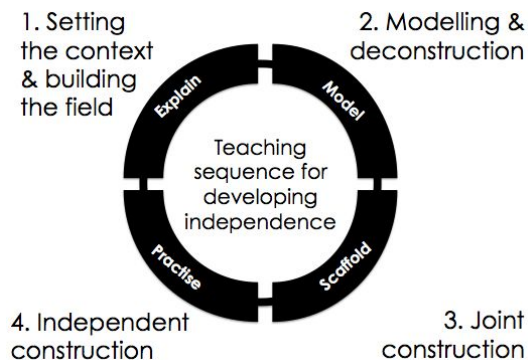 1. Setting
the context
& building
the field
2. Modelling &
deconstruction
Explain
Model
Teaching
sequence for
developing
independence
Practise
Scaffold
4. Independent
construction
3. Joint
construction